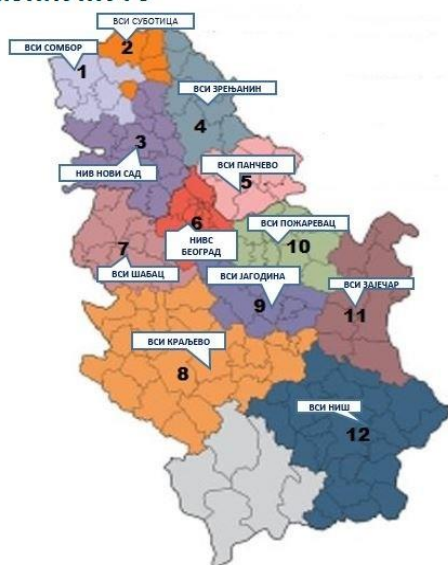 ВСИ СУБОТИЦА
2
ВСИ СОМБОР
1
ВСИ ЗРЕЊАНИН
4
3
ВСИ ПАНЧЕВО
5
НИВ НОВИ САД
6
ВСИ ПОЖАРЕВАЦ
НИВС
БЕОГРАД
10
7
ВСИ ШАБАЦ
ВСИ ЈАГОДИНА
ВСИ ЗАЈЕЧАР
9
11
ВСИ КРАЉЕВО
8
ВСИ НИШ
12